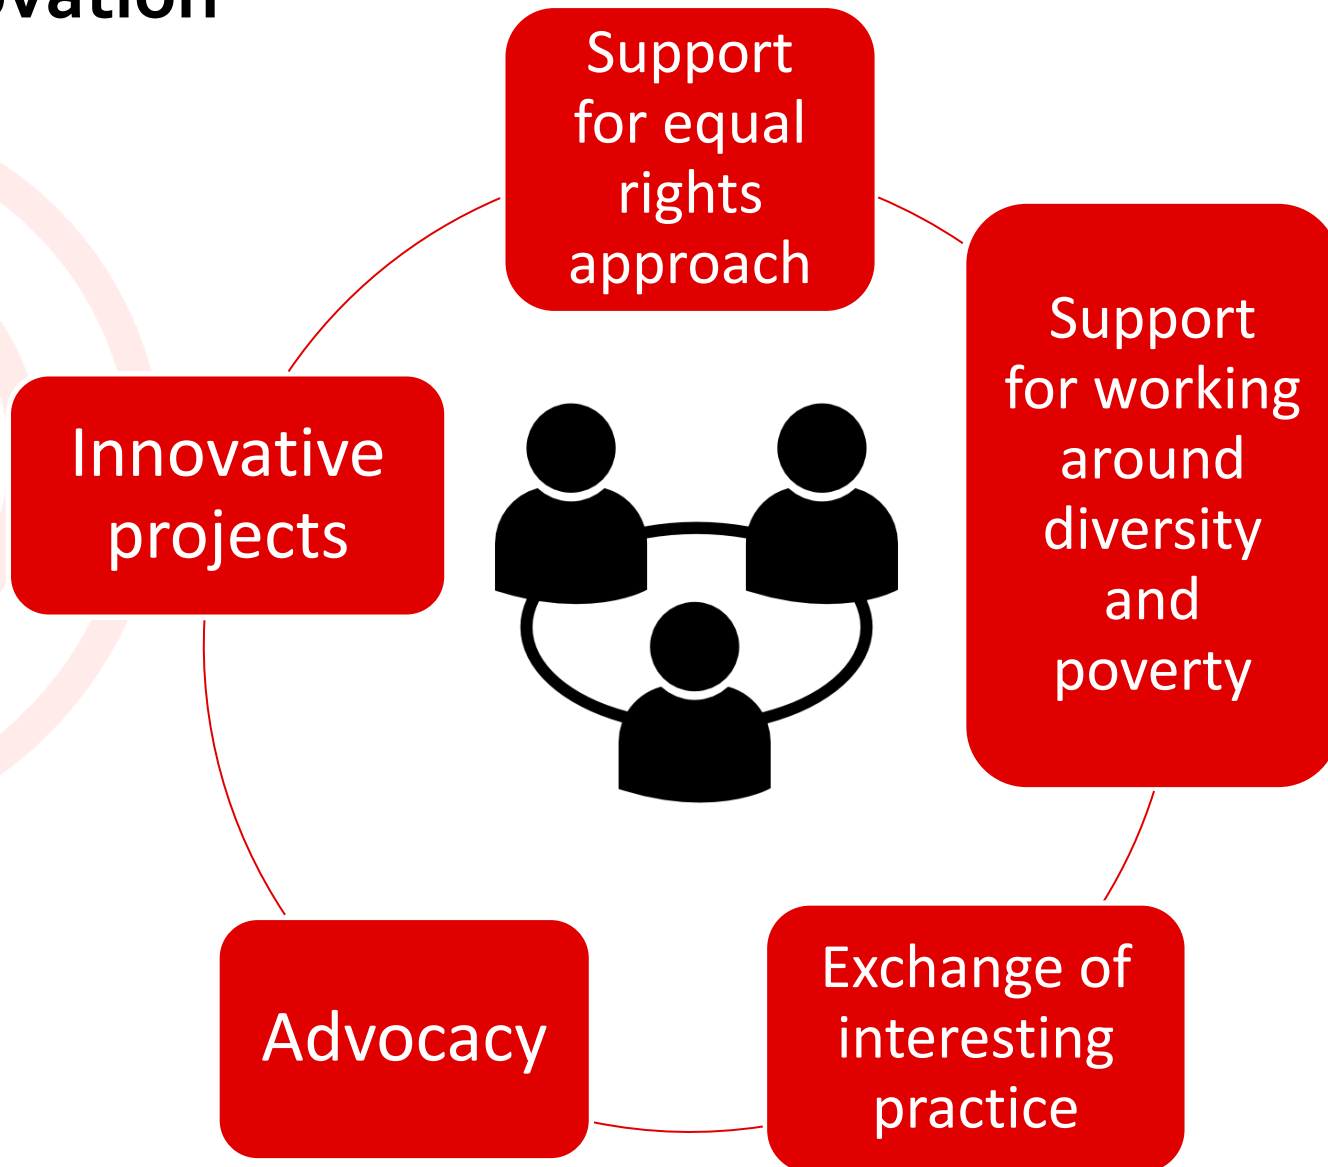 Support
for equal
rights
approach
Support
for working
around
diversity
and
poverty
Innovative
projects
Advocacy
Exchange of
interesting
practice